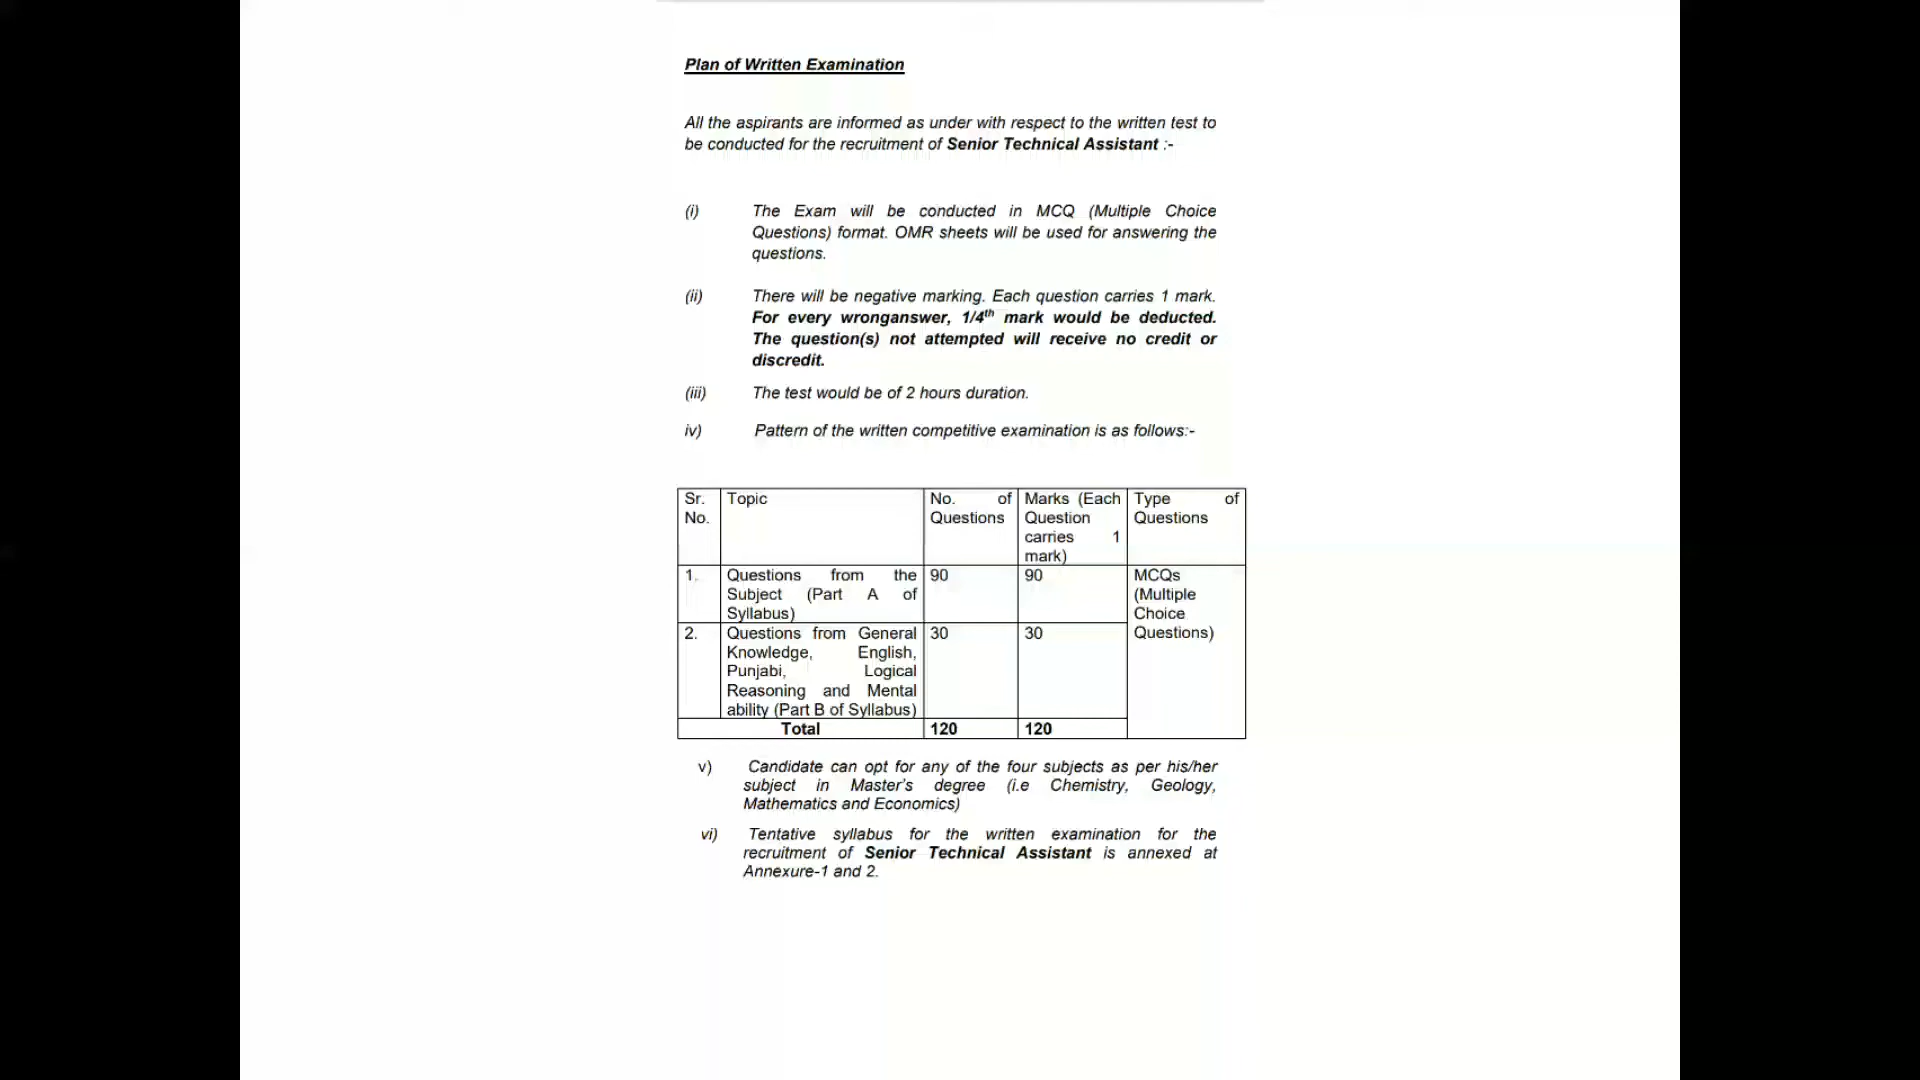 Plan of Written Examination
All the aspirants are informed as under with respect to the written test to
be conducted for the recruitment of Senior Technical Assistant :-
(i) The Exam will be conducted in MCQ (Multiple Choice
Questions) format. OMR sheets will be used for answering the
questions.
(ii) There will be negative marking. Each question carries 1 mark.
For every wronganswer, 1/4th mark would be deducted.
The question(s) not attempted will receive no credit or
discredit.
(iii) The test would be of 2 hours duration.
iv) Pattern of the written competitive examination is as follows:-
Sr. Topic No. of Marks (Each Type of
No. Questions Question Questions
carries 1
mark)
1. Questions from the 90 90 MCQs
Subject (Part A of (Multiple
Syllabus) Choice
2. Questions from General 30 30 Questions)
Knowledge, English,
Punjabi, Logical
Reasoning and Mental
ability (Part B of Syllabus)
Total 120 120
v) Candidate can opt for any of the four subjects as per his/her
subject in Master's degree (i.e Chemistry, Geology,
Mathematics and Economics)
vi) Tentative syllabus for the written examination for the
recruitment of Senior Technical Assistant is annexed at
Annexure-1 and 2.